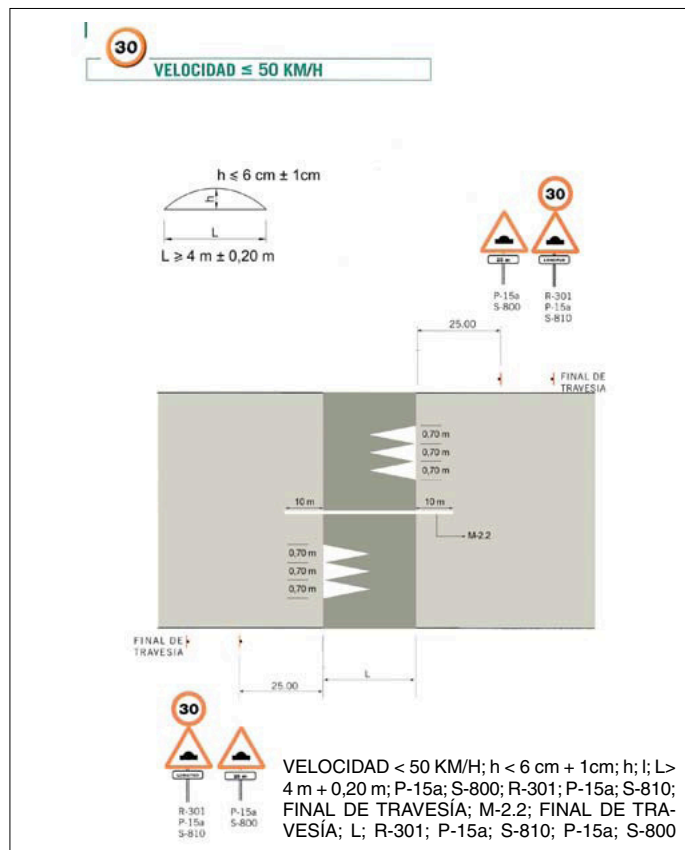 30
VELOCIDAD ≤ 50 KM/H
h ≤ 6 cm ± 1cm
h
L
L ≥ 4 m ± 0,20 m
30
25 m
P-15a
S-800
R-301
P-15a
S-810
25.00
FINAL DE
TRAVESIA
0,70 m
0,70 m
0,70 m
10 m
10 m
M-2.2
0,70 m
0,70 m
0,70 m
FINAL DE
TRAVESIA
25.00
L
30
25 m
R-301
P-15a
S-810
P-15a
S-800
VELOCIDAD < 50 KM/H; h < 6 cm + 1cm; h; l; L>
4 m + 0,20 m; P-15a; S-800; R-301; P-15a; S-810;
FINAL DE TRAVESÍA; M-2.2; FINAL DE TRA-
VESÍA; L; R-301; P-15a; S-810; P-15a; S-800